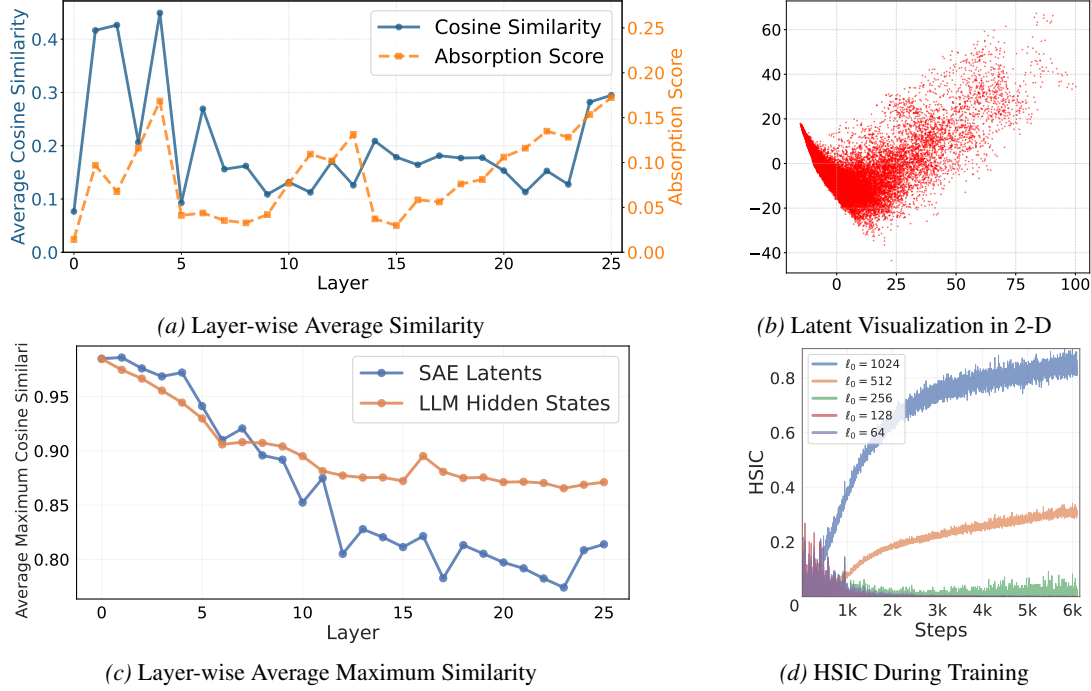 Average Cosine Similarity
0.4
0.3
0.2
0.1
0.0
Cosine Similarity
Absorption Score
0.25
0.20
0.15
0.10
0.05
0.00
Absorption Score
0 5 10 15 20 25
Layer
(a) Layer-wise Average Similarity
60
40
20
0
−20
−40
0 25 50 75 100
(b) Latent Visualization in 2-D
Average Maximum Cosine Similari
0.95
0.90
0.85
0.80
SAE Latents
LLM Hidden States
0 5 10 15 20 25
Layer
(c) Layer-wise Average Maximum Similarity
HSIC
0.8
0.6
0.4
0.2
0
ℓ₀ = 1024
ℓ₀ = 512
ℓ₀ = 256
ℓ₀ = 128
ℓ₀ = 64
1k 2k 3k 4k 5k 6k
Steps
(d) HSIC During Training